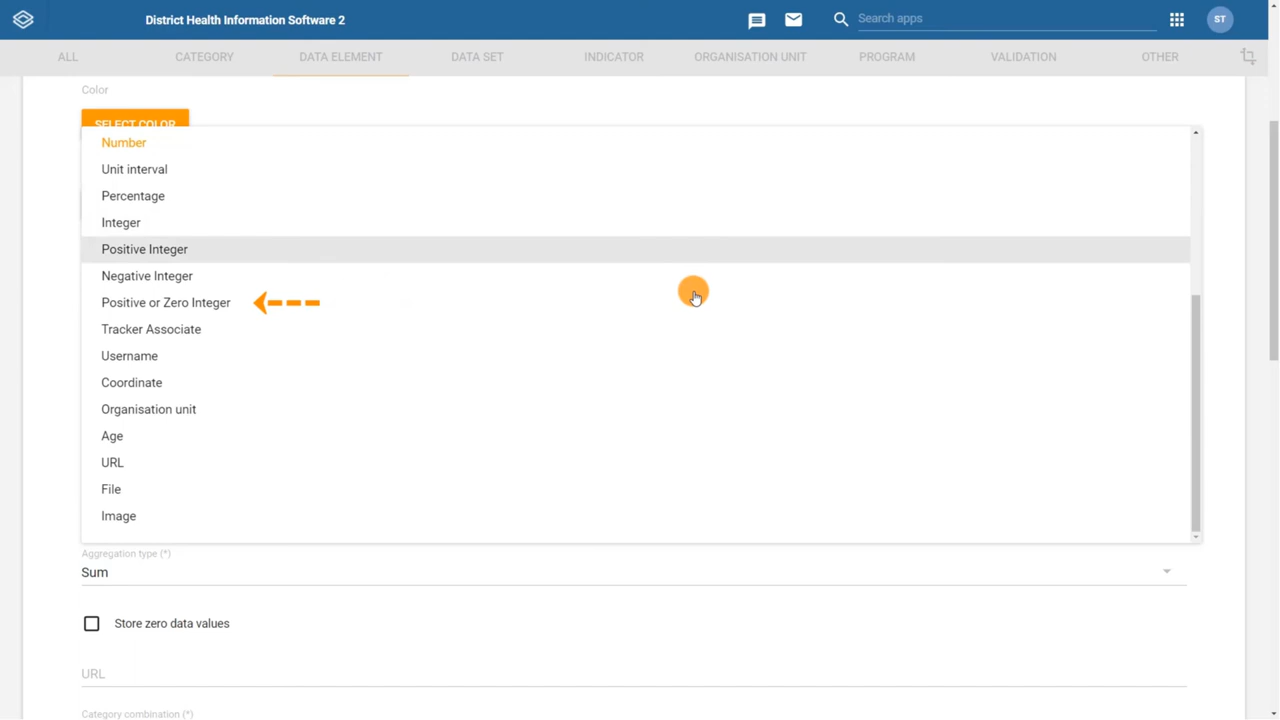 District Health Information Software 2
Search apps
ST
ALL
CATEGORY
DATA ELEMENT
DATA SET
INDICATOR
ORGANISATION UNIT
PROGRAM
VALIDATION
OTHER
Color
SELECT COLOR
Number
Unit interval
Percentage
Integer
Positive Integer
Negative Integer
Positive or Zero Integer
Tracker Associate
Username
Coordinate
Organisation unit
Age
URL
File
Image
Aggregation type (*)
Sum
Store zero data values
URL
Category combination (*)